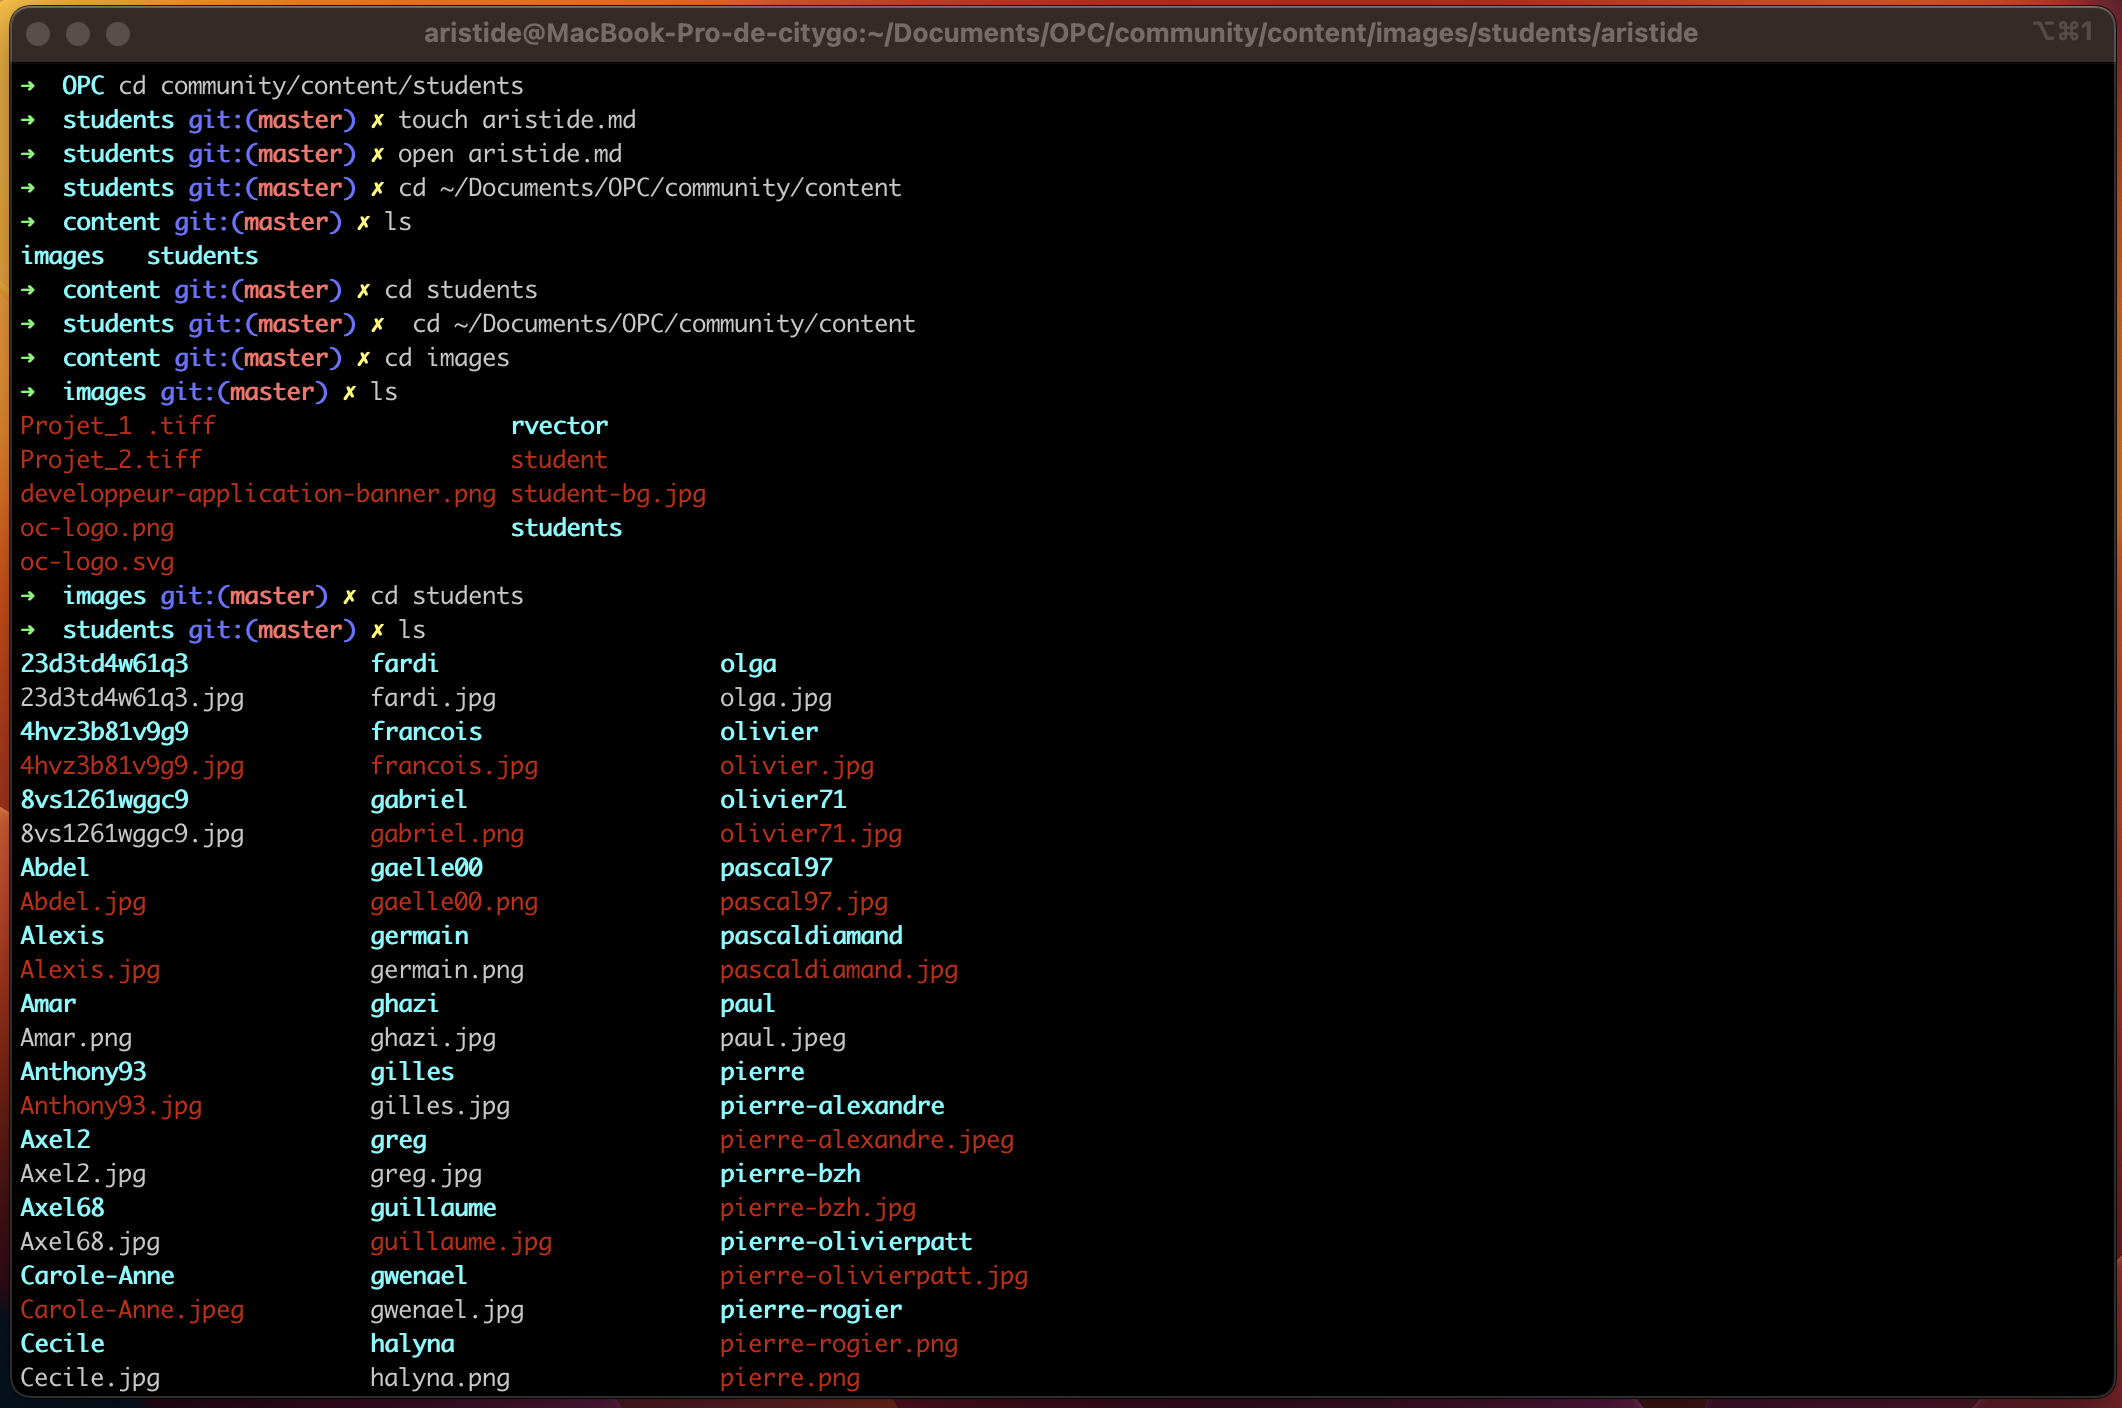 aristide@MacBook-Pro-de-citygo:~/Documents/OPC/community/content/images/students/aristide ⌥⌘1
➜ OPC cd community/content/students
➜ students git:(master) ✗ touch aristide.md
➜ students git:(master) ✗ open aristide.md
➜ students git:(master) ✗ cd ~/Documents/OPC/community/content
➜ content git:(master) ✗ ls
images students
➜ content git:(master) ✗ cd students
➜ students git:(master) ✗ cd ~/Documents/OPC/community/content
➜ content git:(master) ✗ cd images
➜ images git:(master) ✗ ls
Projet_1 .tiff rvector
Projet_2.tiff student
developpeur-application-banner.png student-bg.jpg
oc-logo.png students
oc-logo.svg
➜ images git:(master) ✗ cd students
➜ students git:(master) ✗ ls
23d3td4w61q3 fardi olga
23d3td4w61q3.jpg fardi.jpg olga.jpg
4hvz3b81v9g9 francois olivier
4hvz3b81v9g9.jpg francois.jpg olivier.jpg
8vs1261wggc9 gabriel olivier71
8vs1261wggc9.jpg gabriel.png olivier71.jpg
Abdel gaelle00 pascal97
Abdel.jpg gaelle00.png pascal97.jpg
Alexis germain pascaldiamand
Alexis.jpg germain.png pascaldiamand.jpg
Amar ghazi paul
Amar.png ghazi.jpg paul.jpeg
Anthony93 gilles pierre
Anthony93.jpg gilles.jpg pierre-alexandre
Axel2 greg pierre-alexandre.jpeg
Axel2.jpg greg.jpg pierre-bzh
Axel68 guillaume pierre-bzh.jpg
Axel68.jpg guillaume.jpg pierre-olivierpatt
Carole-Anne gwenael pierre-olivierpatt.jpg
Carole-Anne.jpeg gwenael.jpg pierre-rogier
Cecile halyna pierre-rogier.png
Cecile.jpg halyna.png pierre.png